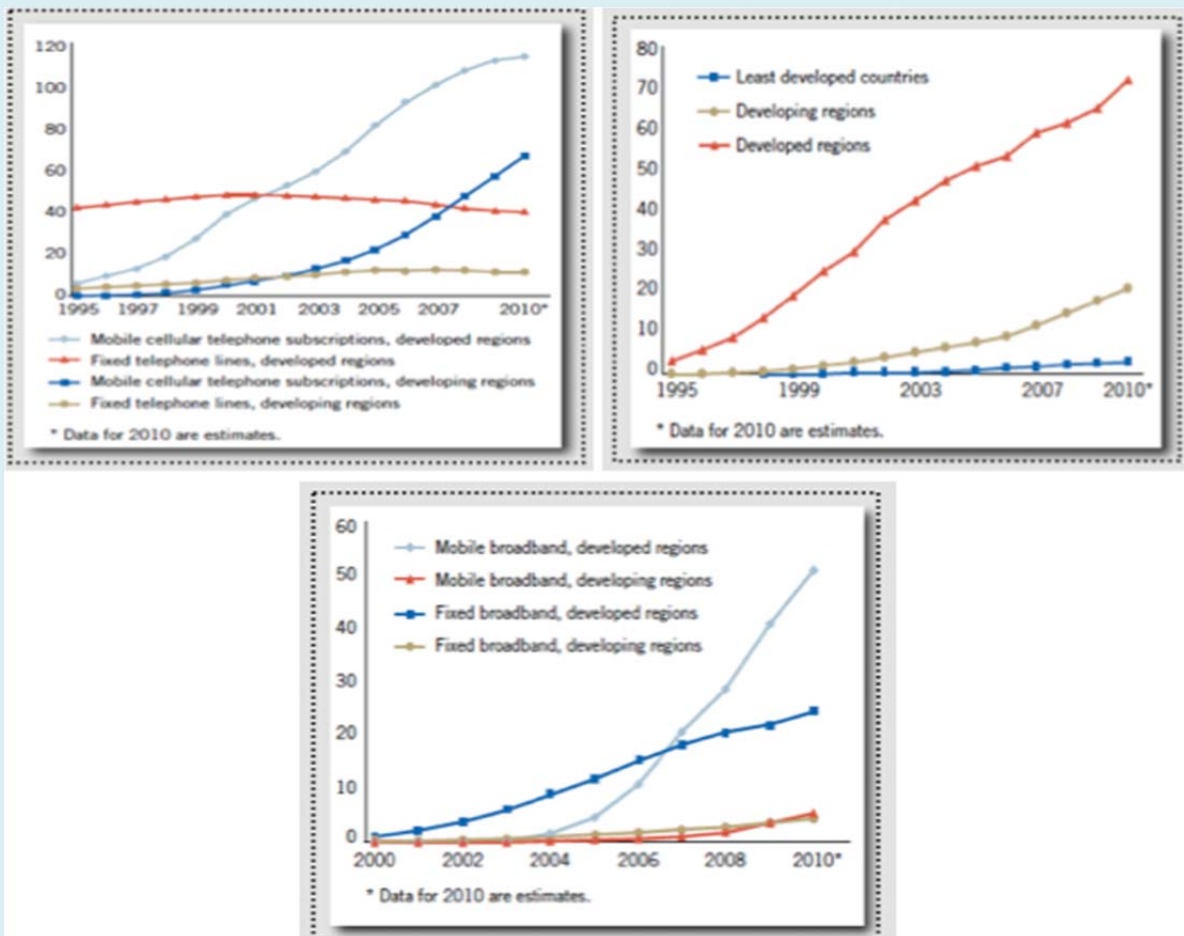 120
100
80
60
40
20
0
1995 1997 1999 2001 2003 2005 2007 2010*
Mobile cellular telephone subscriptions, developed regions
Fixed telephone lines, developed regions
Mobile cellular telephone subscriptions, developing regions
Fixed telephone lines, developing regions
* Data for 2010 are estimates.
80
70
60
50
40
30
20
10
0
Least developed countries
Developing regions
Developed regions
1995 1999 2003 2007 2010*
* Data for 2010 are estimates.
60
50
40
30
20
10
0
Mobile broadband, developed regions
Mobile broadband, developing regions
Fixed broadband, developed regions
Fixed broadband, developing regions
2000 2002 2004 2006 2008 2010*
* Data for 2010 are estimates.